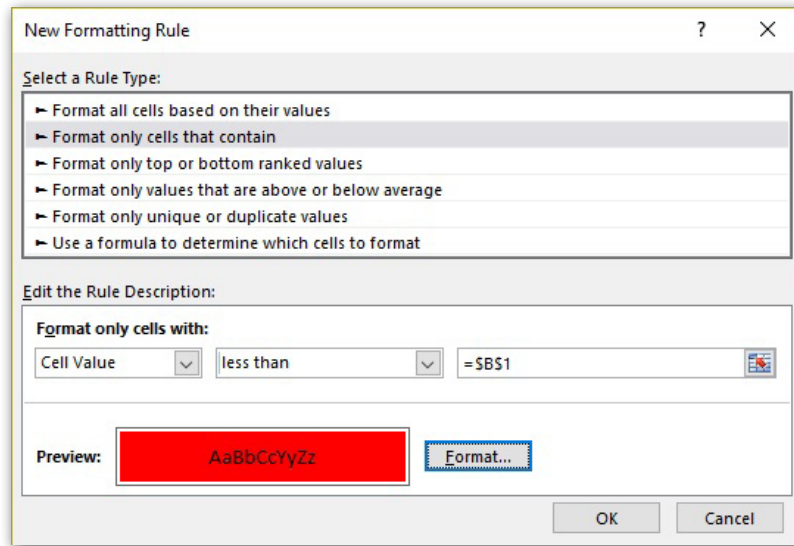 New Formatting Rule ?
Select a Rule Type:
► Format all cells based on their values
► Format only cells that contain
► Format only top or bottom ranked values
► Format only values that are above or below average
► Format only unique or duplicate values
► Use a formula to determine which cells to format
Edit the Rule Description:
Format only cells with:
Cell Value less than =$B$1
Preview: AaBbCcYyZz Format...
OK Cancel